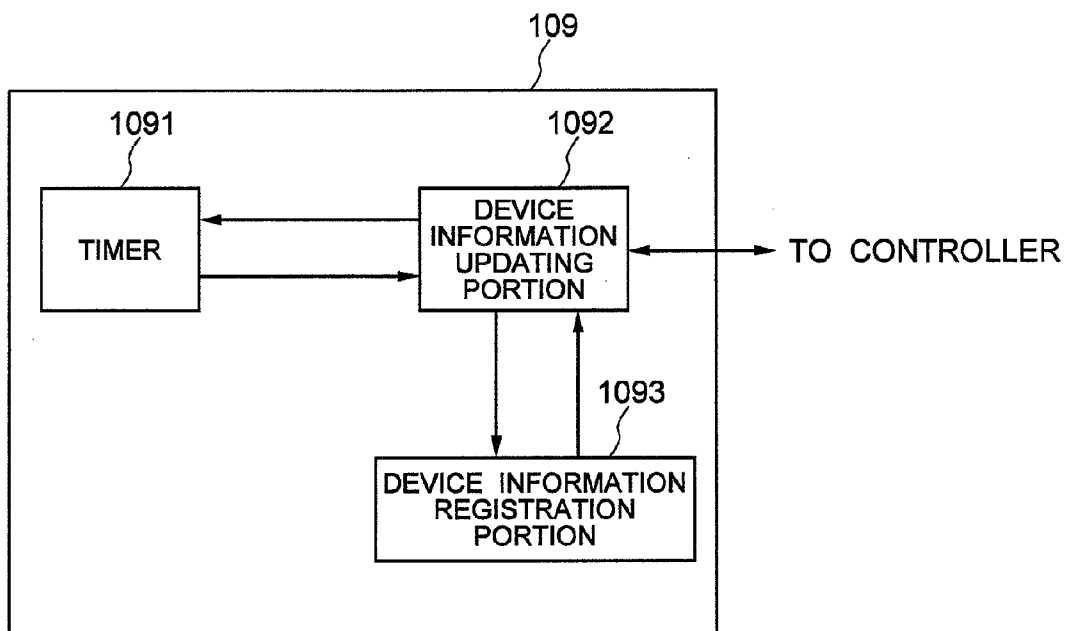 109
1091
1092
TIMER
DEVICE
INFORMATION
UPDATING
PORTION
TO CONTROLLER
1093
DEVICE INFORMATION
REGISTRATION
PORTION